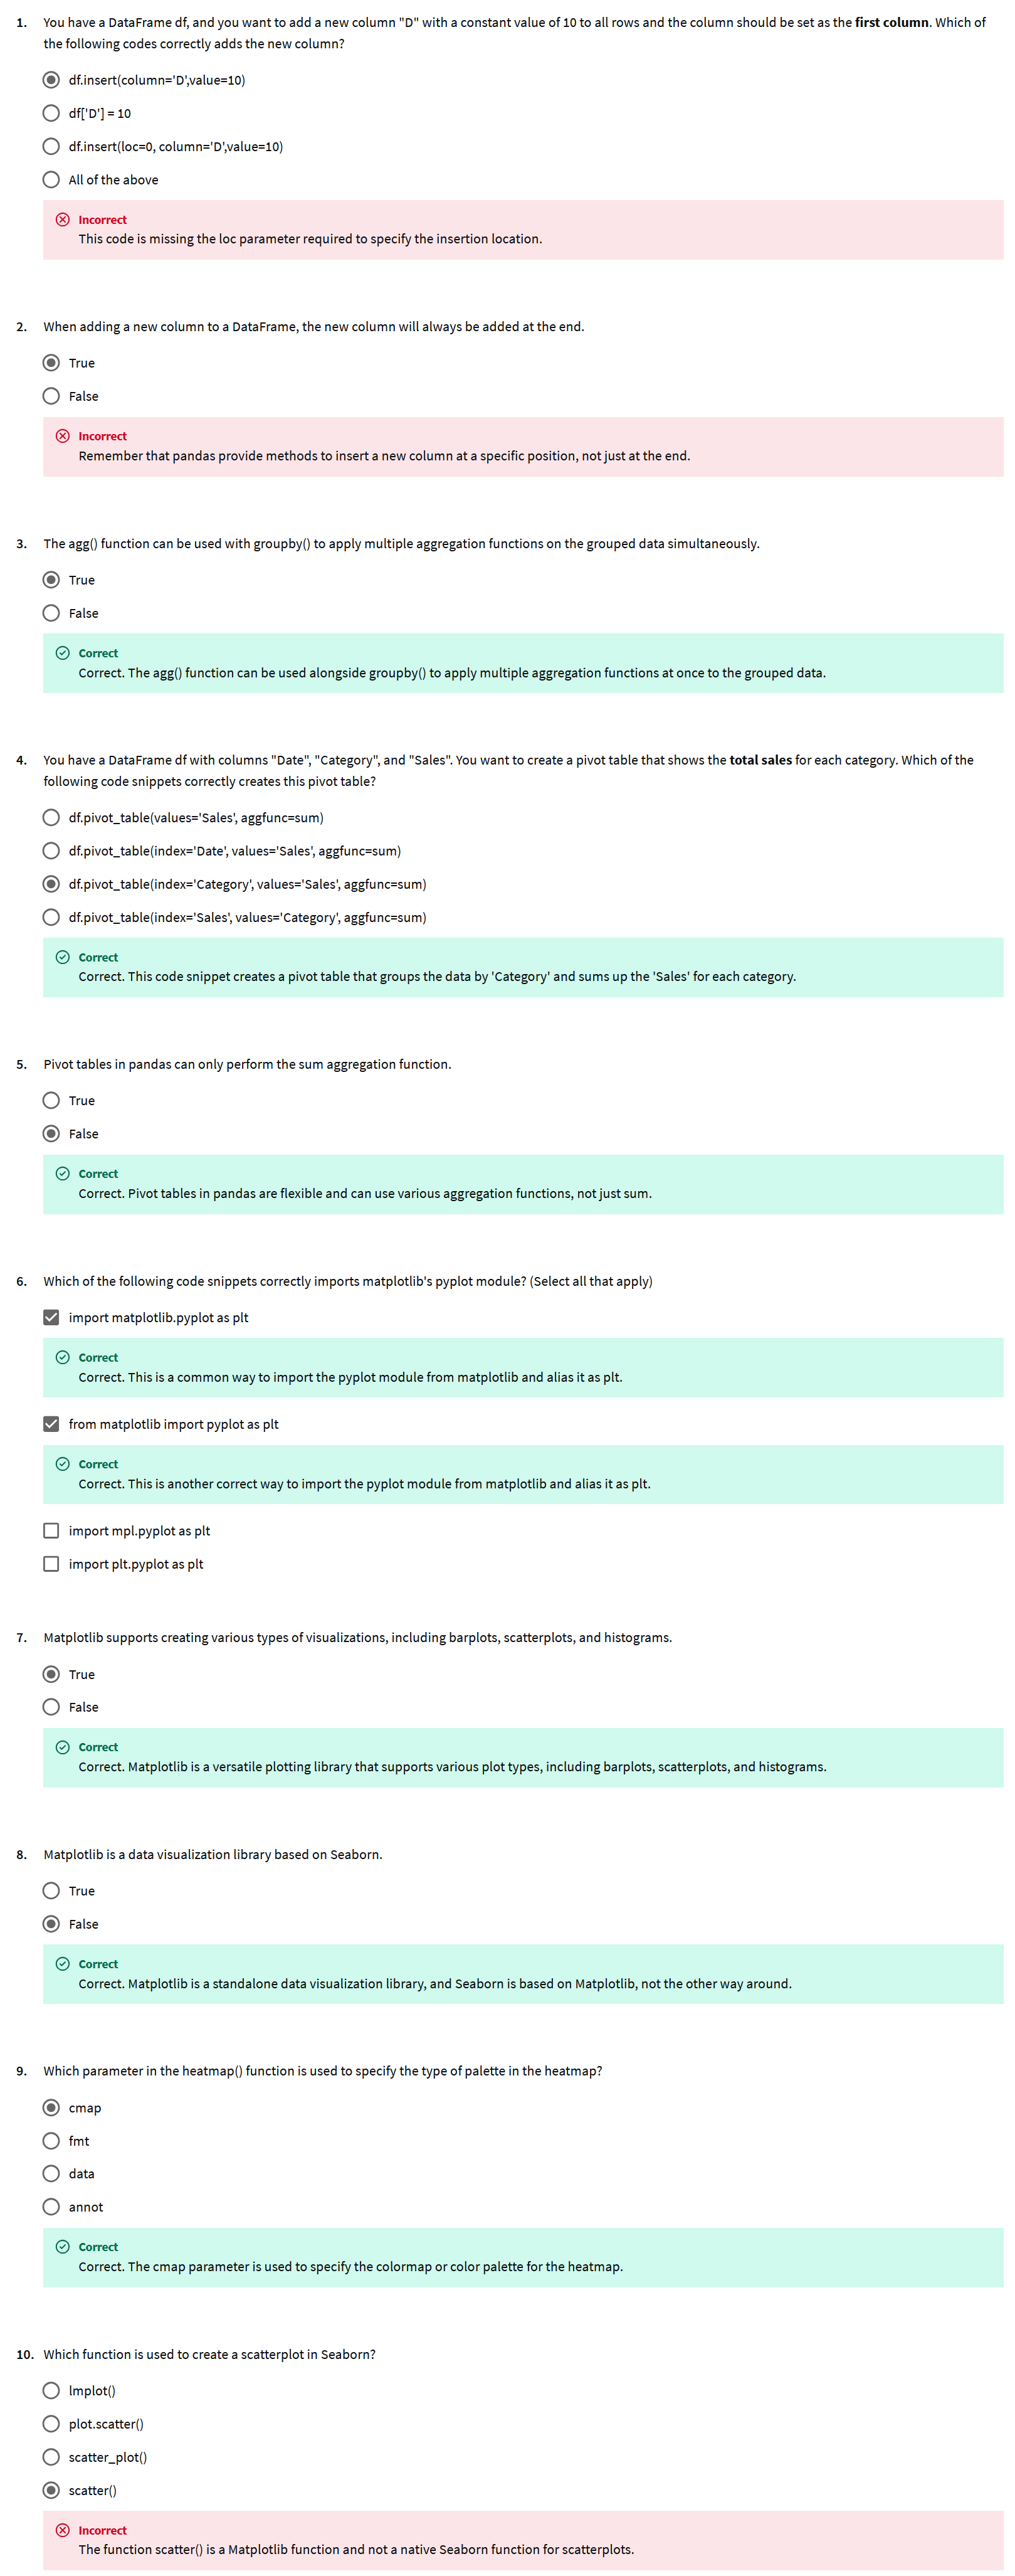 1. You have a DataFrame df, and you want to add a new column "D" with a constant value of 10 to all rows and the column should be set as the first column. Which of
the following codes correctly adds the new column?
df.insert(column='D',value=10)
df['D'] = 10
df.insert(loc=0, column='D',value=10)
All of the above
Incorrect
This code is missing the loc parameter required to specify the insertion location.
2. When adding a new column to a DataFrame, the new column will always be added at the end.
True
False
Incorrect
Remember that pandas provide methods to insert a new column at a specific position, not just at the end.
3. The agg() function can be used with groupby() to apply multiple aggregation functions on the grouped data simultaneously.
True
False
Correct
Correct. The agg() function can be used alongside groupby() to apply multiple aggregation functions at once to the grouped data.
4. You have a DataFrame df with columns "Date", "Category", and "Sales". You want to create a pivot table that shows the total sales for each category. Which of the
following code snippets correctly creates this pivot table?
df.pivot_table(values='Sales', aggfunc=sum)
df.pivot_table(index='Date', values='Sales', aggfunc=sum)
df.pivot_table(index='Category', values='Sales', aggfunc=sum)
df.pivot_table(index='Sales', values='Category', aggfunc=sum)
Correct
Correct. This code snippet creates a pivot table that groups the data by 'Category' and sums up the 'Sales' for each category.
5. Pivot tables in pandas can only perform the sum aggregation function.
True
False
Correct
Correct. Pivot tables in pandas are flexible and can use various aggregation functions, not just sum.
6. Which of the following code snippets correctly imports matplotlib's pyplot module? (Select all that apply)
import matplotlib.pyplot as plt
Correct
Correct. This is a common way to import the pyplot module from matplotlib and alias it as plt.
from matplotlib import pyplot as plt
Correct
Correct. This is another correct way to import the pyplot module from matplotlib and alias it as plt.
import mpl.pyplot as plt
import plt.pyplot as plt
7. Matplotlib supports creating various types of visualizations, including barplots, scatterplots, and histograms.
True
False
Correct
Correct. Matplotlib is a versatile plotting library that supports various plot types, including barplots, scatterplots, and histograms.
8. Matplotlib is a data visualization library based on Seaborn.
True
False
Correct
Correct. Matplotlib is a standalone data visualization library, and Seaborn is based on Matplotlib, not the other way around.
9. Which parameter in the heatmap() function is used to specify the type of palette in the heatmap?
cmap
fmt
data
annot
Correct
Correct. The cmap parameter is used to specify the colormap or color palette for the heatmap.
10. Which function is used to create a scatterplot in Seaborn?
lmplot()
plot.scatter()
scatter_plot()
scatter()
Incorrect
The function scatter() is a Matplotlib function and not a native Seaborn function for scatterplots.